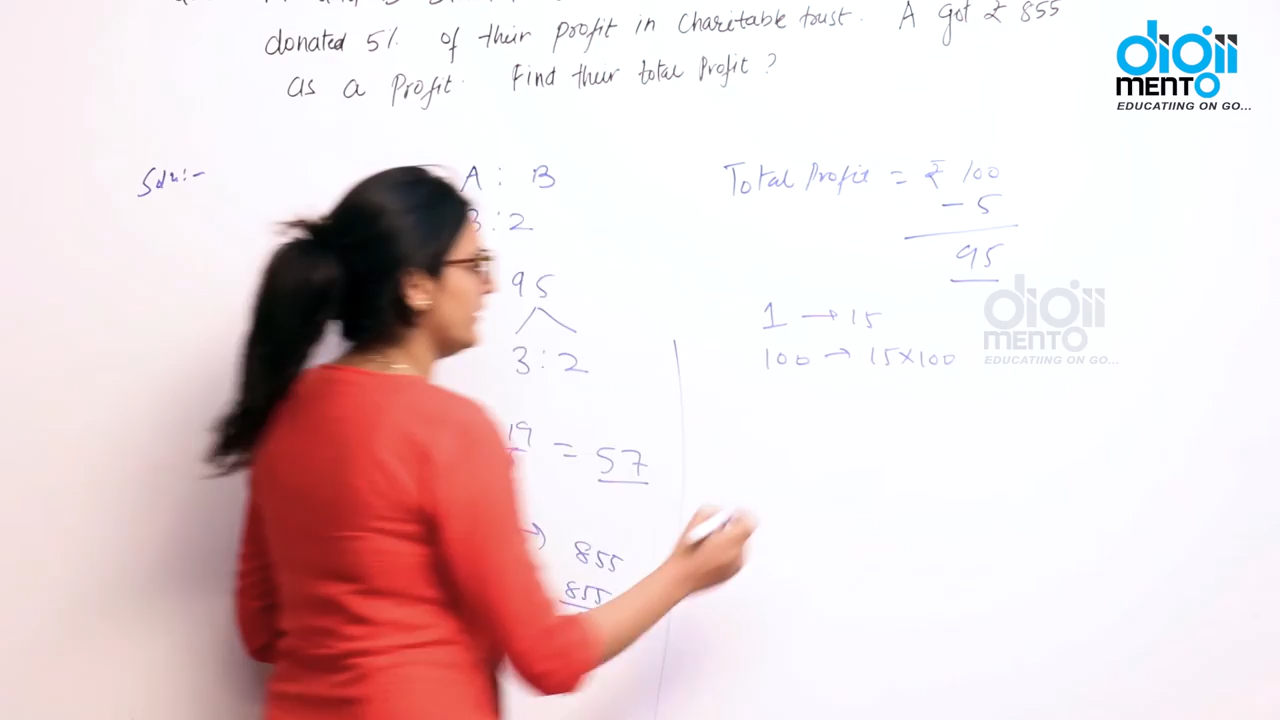 donated 5% of their profit in charitable trust. A got ₹ 855
as a profit. Find their total Profit ?
Soln:-
A : B
3 : 2
95
3 : 2
19 = 57
→ 855
855
Total Profit = ₹ 100
- 5
95
1 → 15
100 → 15×100
digii
MENTO
EDUCATIING ON GO...
digii
MENTO
EDUCATIING ON GO...